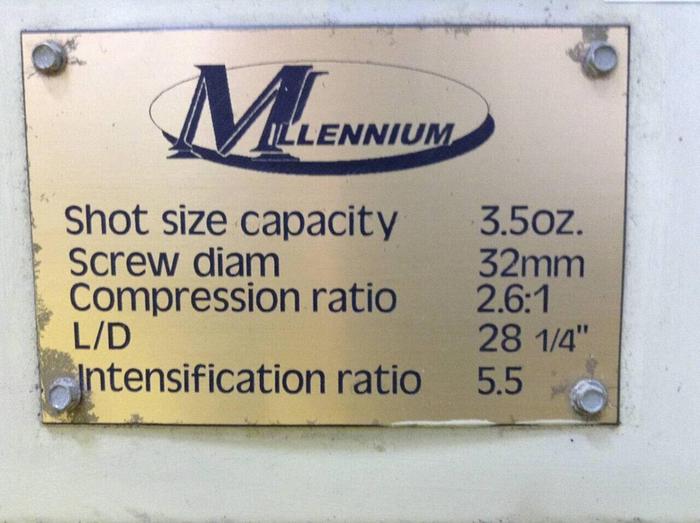 MILLENNIUM
Shot size capacity 3.5oz.
Screw diam 32mm
Compression ratio 2.6:1
L/D 28 1/4"
Intensification ratio 5.5